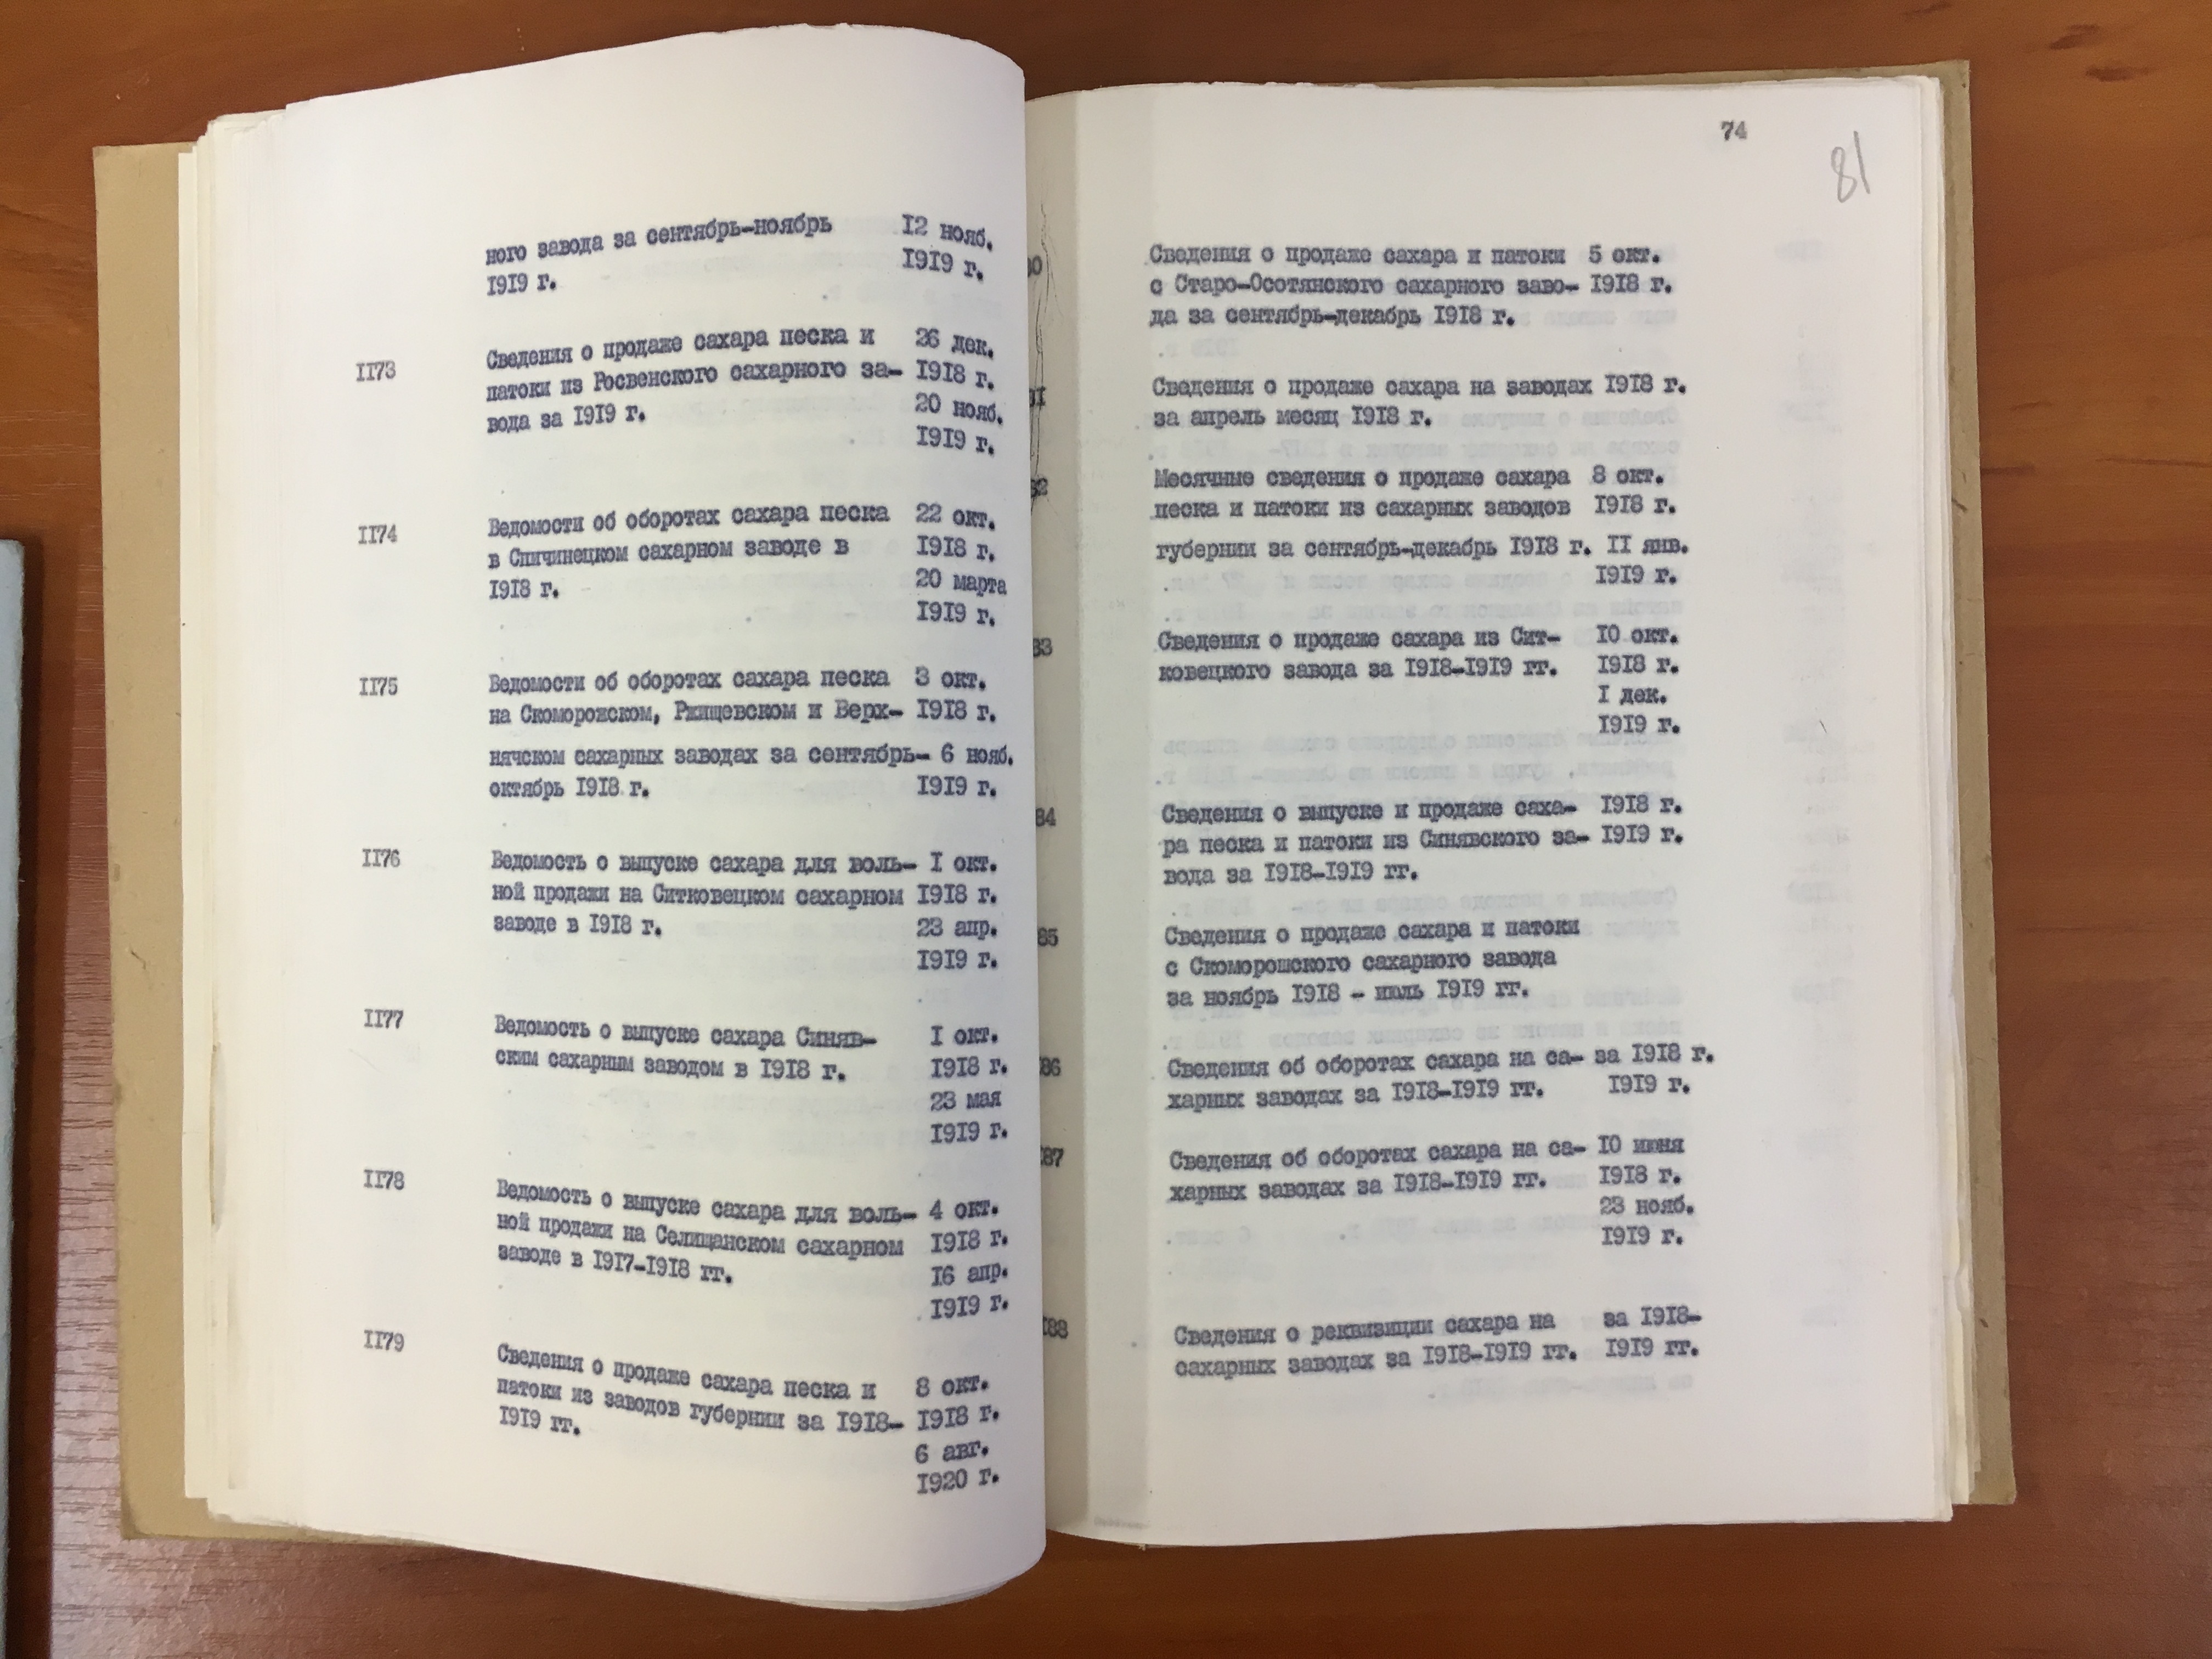 ного завода за сентябрь-ноябрь 12 нояб.
1919 г. 1919 г.
1173 Сведения о продаже сахара песка и 26 дек.
патоки из Росвенского сахарного за- 1918 г.
вода за 1919 г. 20 нояб.
1919 г.
1174 Ведомости об оборотах сахара песка 22 окт.
в Спичинецком сахарном заводе в 1918 г.
1918 г. 20 марта
1919 г.
1175 Ведомости об оборотах сахара песка 3 окт.
на Скоморожском, Ржищевском и Верх- 1918 г.
нячском сахарных заводах за сентябрь- 6 нояб.
октябрь 1918 г. 1919 г.
1176 Ведомость о выпуске сахара для воль- 1 окт.
ной продажи на Ситковецком сахарном 1918 г.
заводе в 1918 г. 23 апр.
1919 г.
1177 Ведомость о выпуске сахара Синяв- 1 окт.
ским сахарным заводом в 1918 г. 1918 г.
23 мая
1919 г.
1178 Ведомость о выпуске сахара для воль- 4 окт.
ной продажи на Селищанском сахарном 1918 г.
заводе в 1917-1918 гг. 16 апр.
1919 г.
1179 Сведения о продаже сахара песка и 8 окт.
патоки из заводов губернии за 1918- 1918 г.
1919 гг. 6 авг.
1920 г.
74
81
Сведения о продаже сахара и патоки 5 окт.
с Старо-Осотянского сахарного заво- 1918 г.
да за сентябрь-декабрь 1918 г.
81 Сведения о продаже сахара на заводах 1918 г.
за апрель месяц 1918 г.
82 Месячные сведения о продаже сахара 8 окт.
песка и патоки из сахарных заводов 1918 г.
губернии за сентябрь-декабрь 1918 г. 11 янв.
1919 г.
83 Сведения о продаже сахара из Сит- 10 окт.
ковецкого завода за 1918-1919 гг. 1918 г.
1 дек.
1919 г.
84 Сведения о выпуске и продаже саха- 1918 г.
ра песка и патоки из Синявского за- 1919 г.
вода за 1918-1919 гг.
85 Сведения о продаже сахара и патоки
с Скоморошского сахарного завода
за ноябрь 1918 - июль 1919 гг.
86 Сведения об оборотах сахара на са- за 1918 г.
харных заводах за 1918-1919 гг. 1919 г.
87 Сведения об оборотах сахара на са- 10 июня
харных заводах за 1918-1919 гг. 1918 г.
23 нояб.
1919 г.
188 Сведения о реквизиции сахара на за 1918-
сахарных заводах за 1918-1919 гг. 1919 гг.